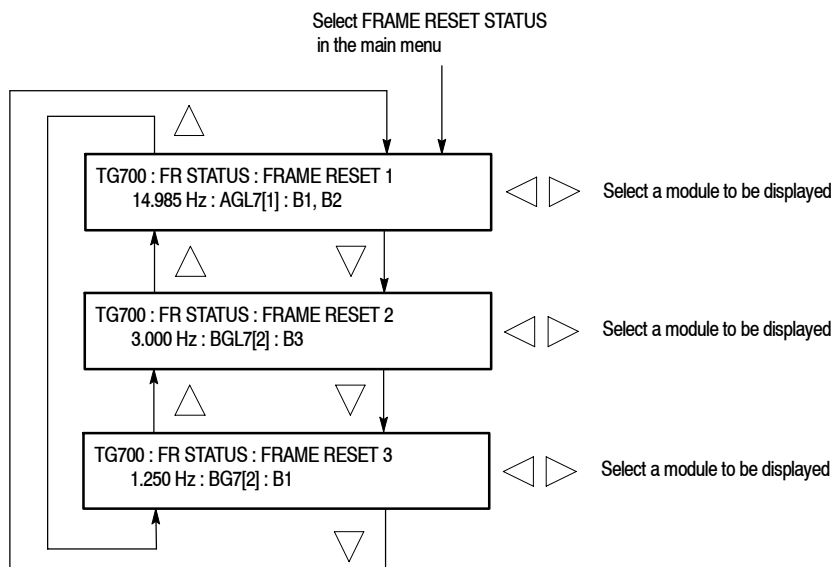 Select FRAME RESET STATUS
in the main menu
TG700 : FR STATUS : FRAME RESET 1
14.985 Hz : AGL7[1] : B1, B2
Select a module to be displayed
TG700 : FR STATUS : FRAME RESET 2
3.000 Hz : BGL7[2] : B3
Select a module to be displayed
TG700 : FR STATUS : FRAME RESET 3
1.250 Hz : BG7[2] : B1
Select a module to be displayed